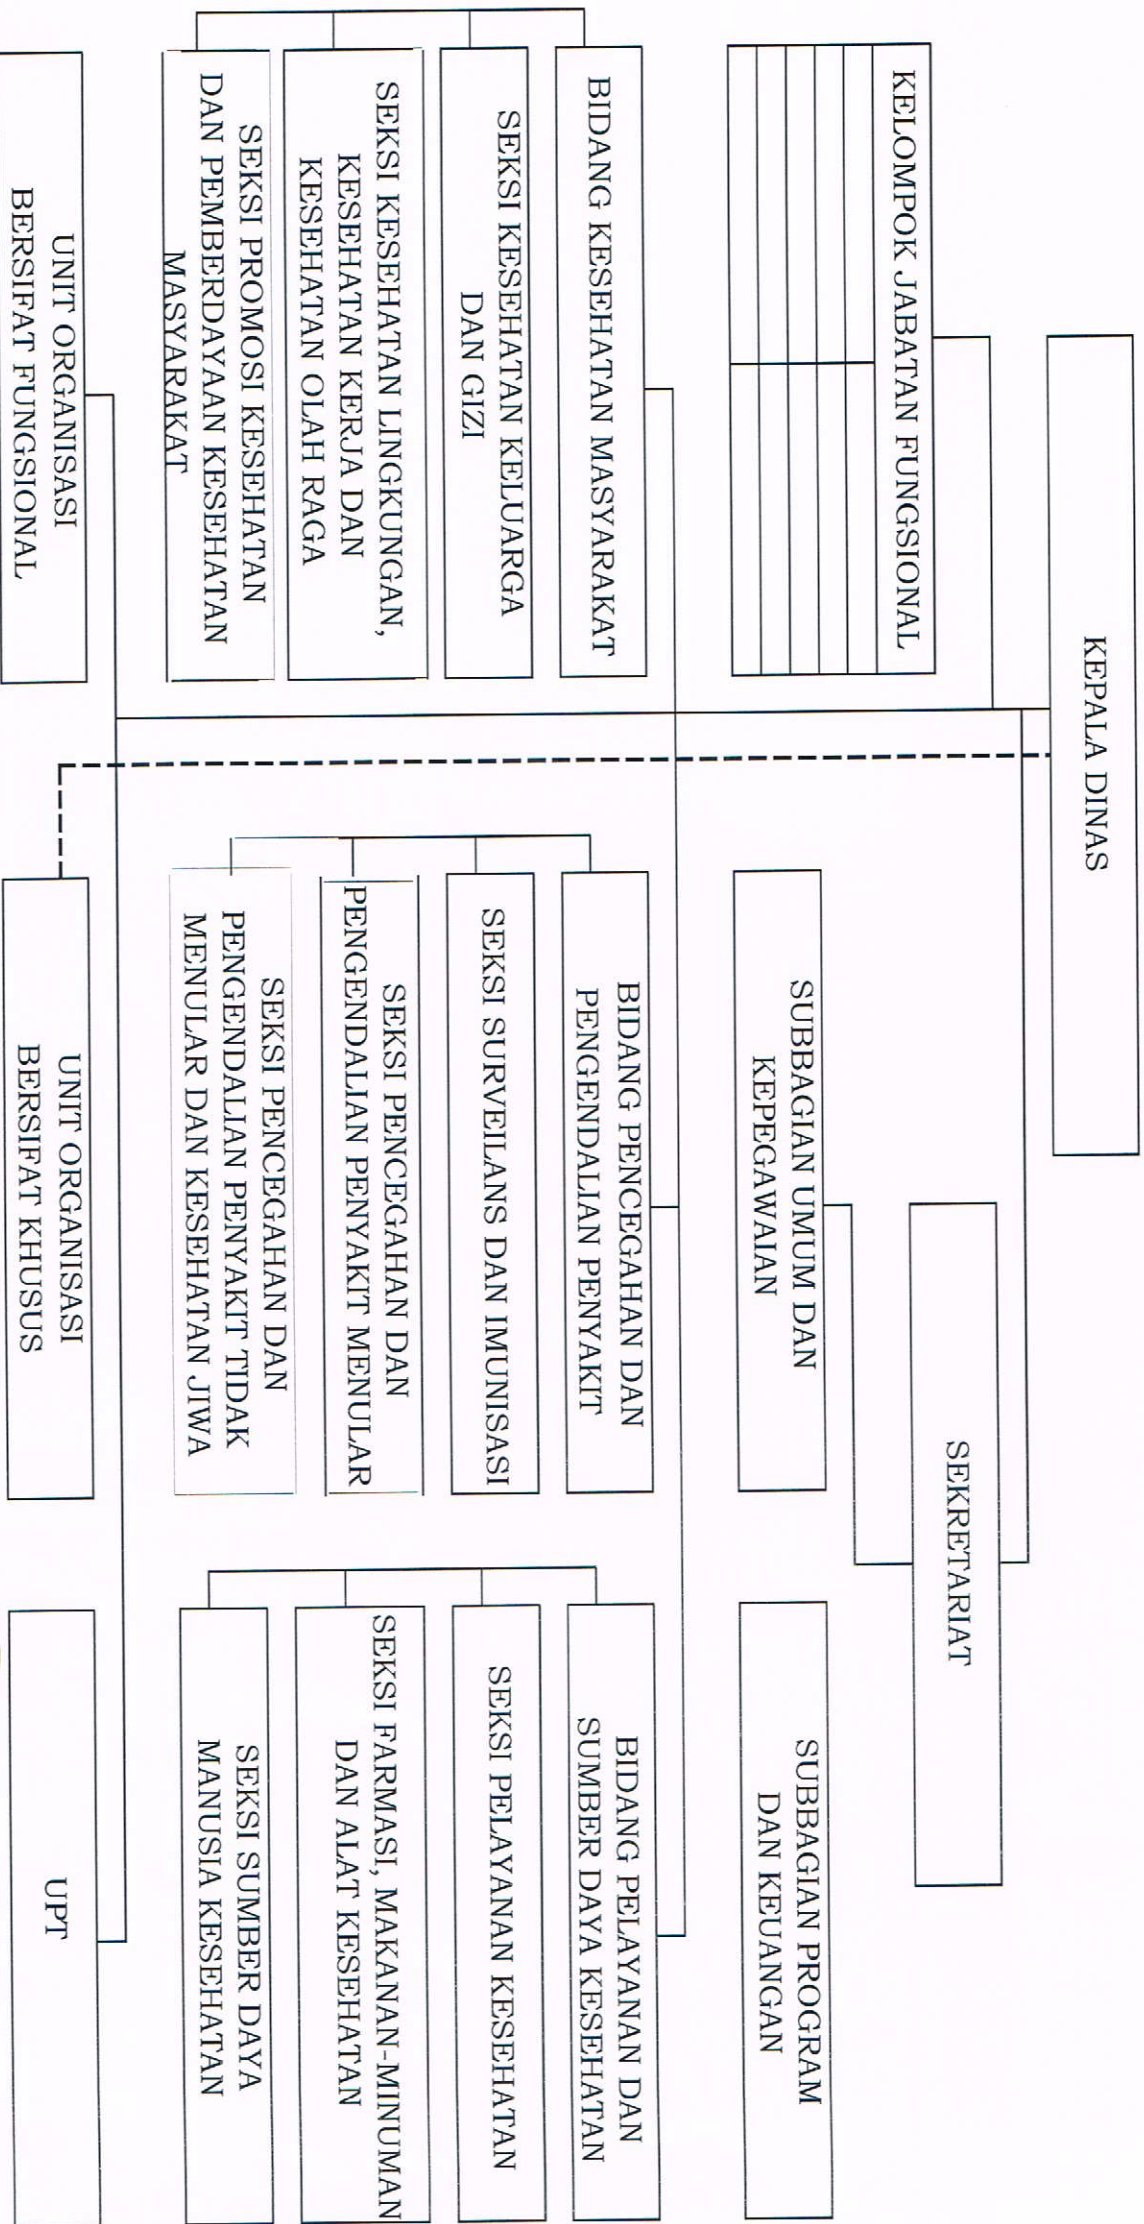 KEPALA DINAS
SEKRETARIAT
KELOMPOK JABATAN FUNGSIONAL
SUBBAGIAN UMUM DAN
KEPEGAWAIAN
SUBBAGIAN PROGRAM
DAN KEUANGAN
BIDANG KESEHATAN MASYARAKAT
SEKSI KESEHATAN KELUARGA
DAN GIZI
SEKSI KESEHATAN LINGKUNGAN,
KESEHATAN KERJA DAN
KESEHATAN OLAH RAGA
SEKSI PROMOSI KESEHATAN
DAN PEMBERDAYAAN KESEHATAN
MASYARAKAT
BIDANG PENCEGAHAN DAN
PENGENDALIAN PENYAKIT
SEKSI SURVEILANS DAN IMUNISASI
SEKSI PENCEGAHAN DAN
PENGENDALIAN PENYAKIT MENULAR
SEKSI PENCEGAHAN DAN
PENGENDALIAN PENYAKIT TIDAK
MENULAR DAN KESEHATAN JIWA
BIDANG PELAYANAN DAN
SUMBER DAYA KESEHATAN
SEKSI PELAYANAN KESEHATAN
SEKSI FARMASI, MAKANAN-MINUMAN
DAN ALAT KESEHATAN
SEKSI SUMBER DAYA
MANUSIA KESEHATAN
UNIT ORGANISASI
BERSIFAT FUNGSIONAL
UNIT ORGANISASI
BERSIFAT KHUSUS
UPT